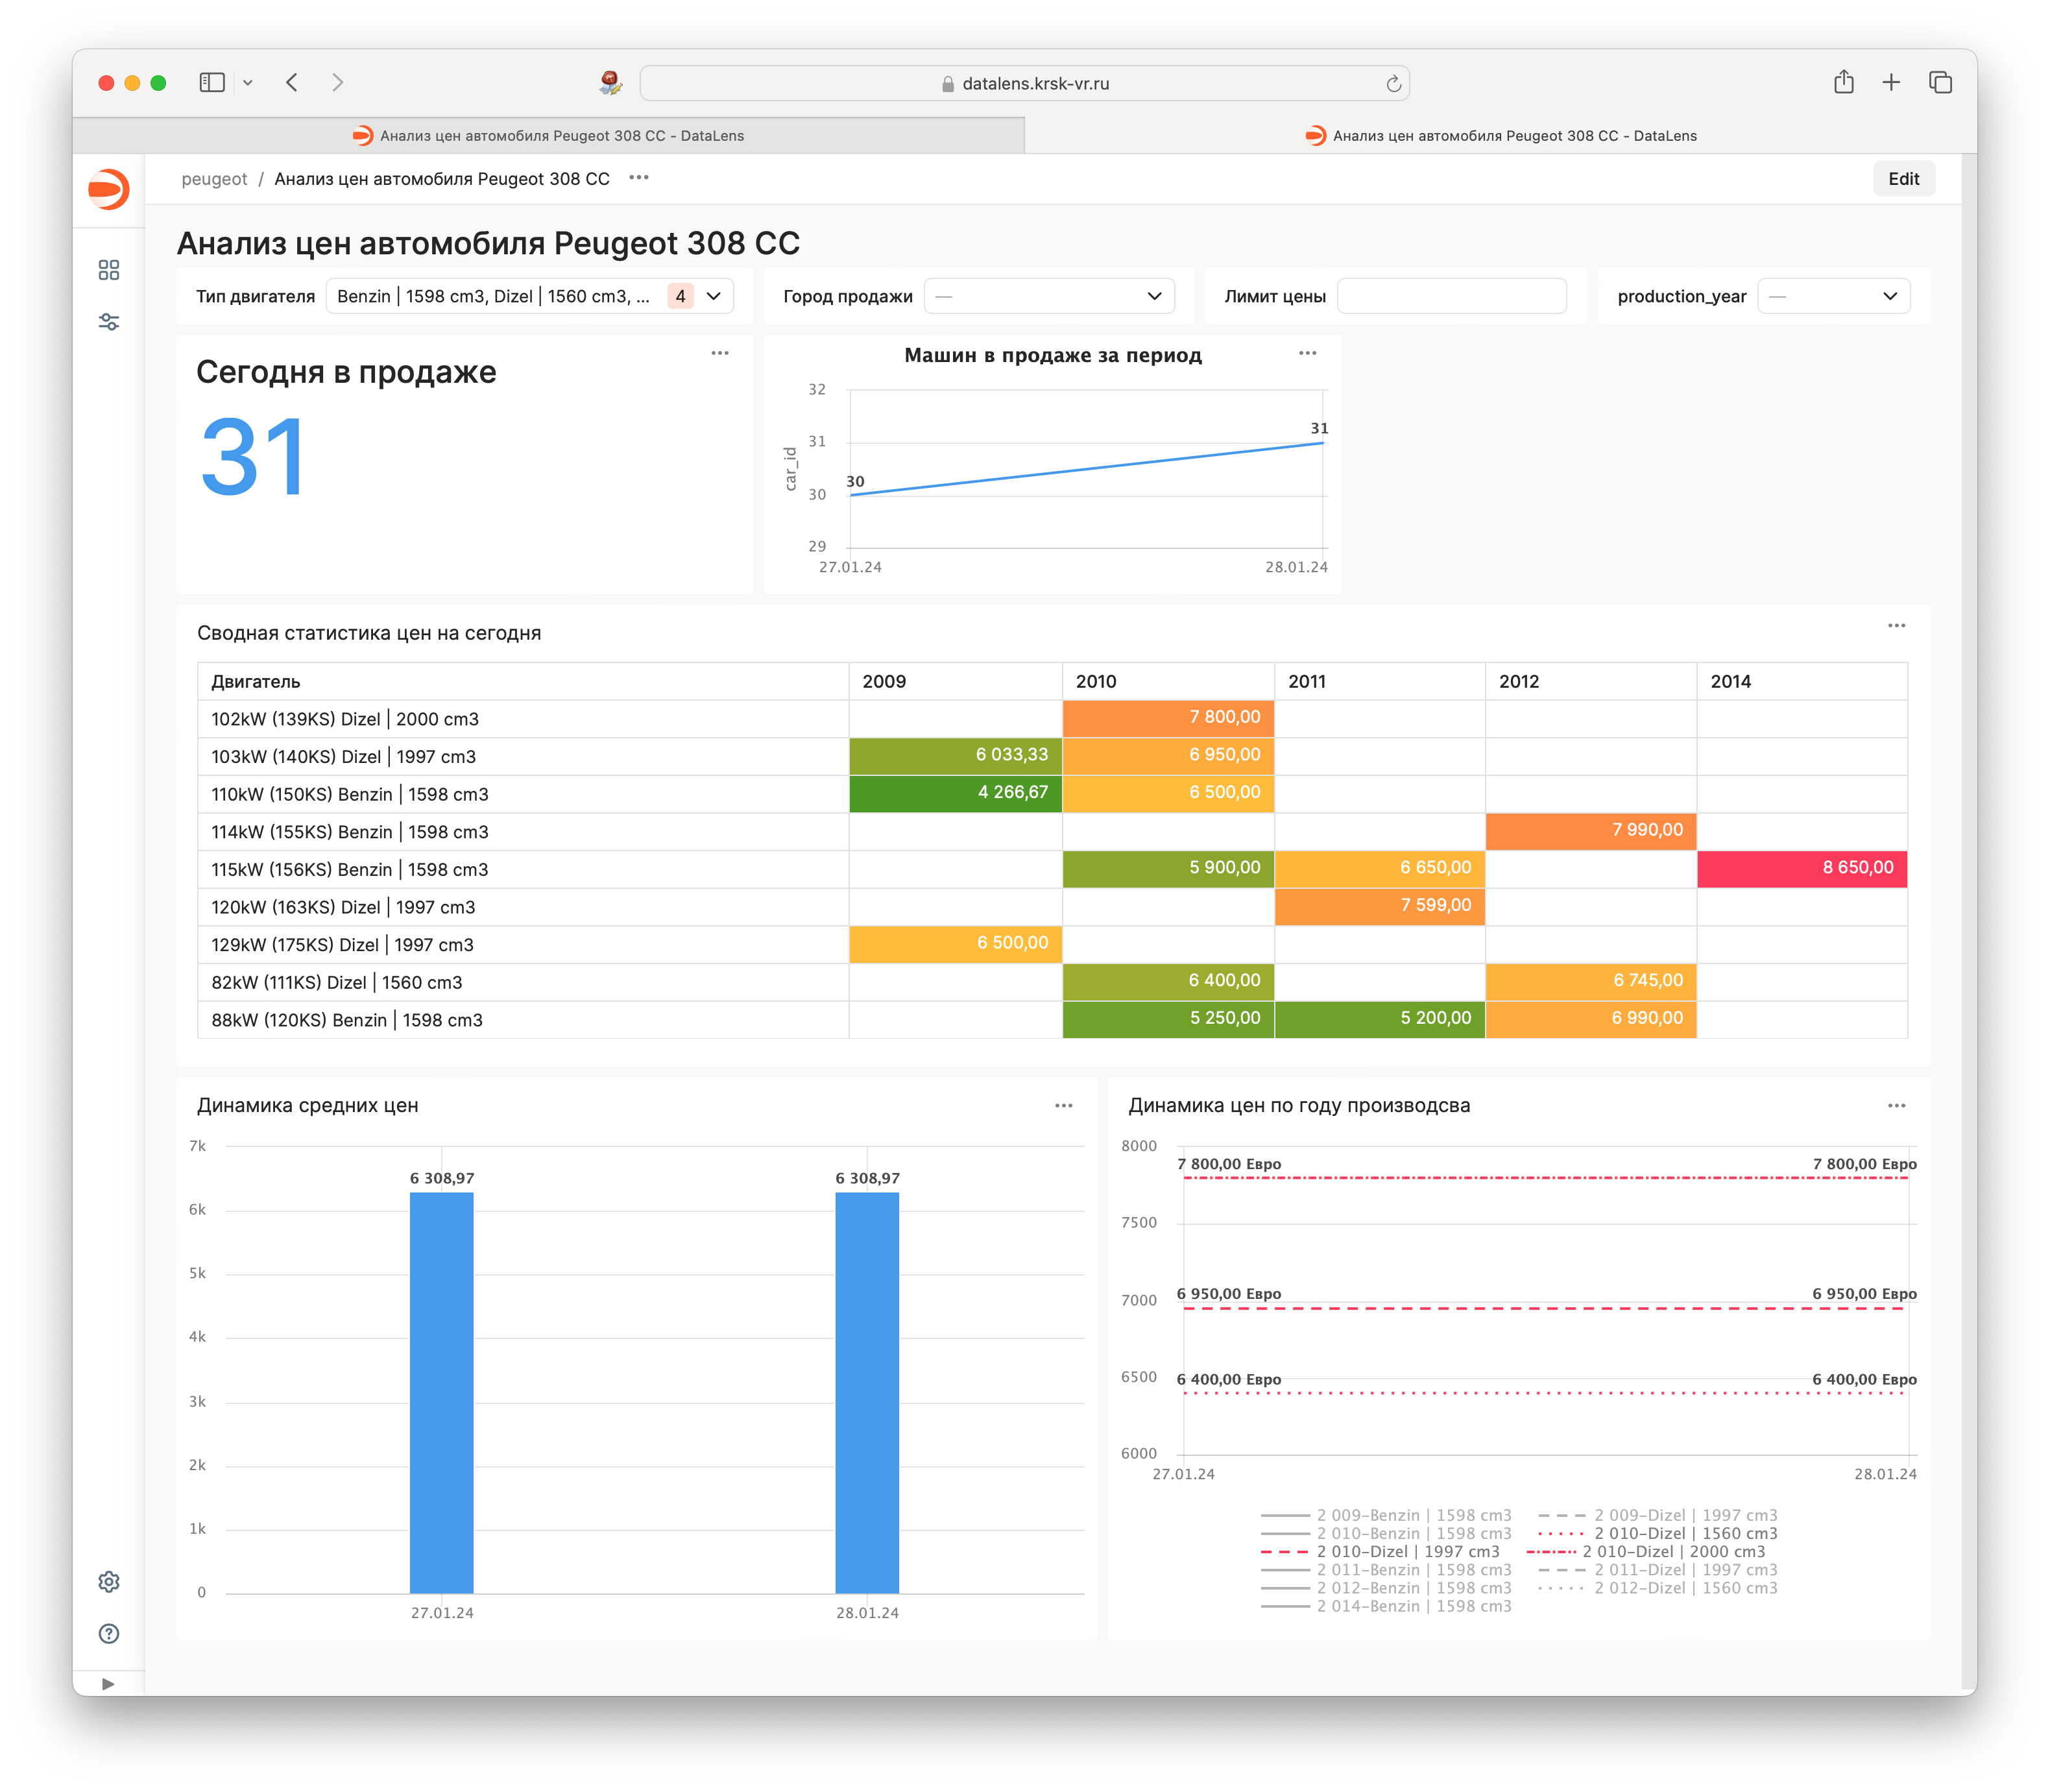 datalens.krsk-vr.ru
Анализ цен автомобиля Peugeot 308 CC - DataLens
Анализ цен автомобиля Peugeot 308 CC - DataLens
peugeot / Анализ цен автомобиля Peugeot 308 CC
Edit
Анализ цен автомобиля Peugeot 308 CC
Тип двигателя Benzin | 1598 cm3, Dizel | 1560 cm3, ... 4
Город продажи —
Лимит цены
production_year —
Сегодня в продаже
31
Машин в продаже за период
car_id
32
31
30
29
30
31
27.01.24 28.01.24
Сводная статистика цен на сегодня
Двигатель 2009 2010 2011 2012 2014
102kW (139KS) Dizel | 2000 cm3 7 800,00
103kW (140KS) Dizel | 1997 cm3 6 033,33 6 950,00
110kW (150KS) Benzin | 1598 cm3 4 266,67 6 500,00
114kW (155KS) Benzin | 1598 cm3 7 990,00
115kW (156KS) Benzin | 1598 cm3 5 900,00 6 650,00 8 650,00
120kW (163KS) Dizel | 1997 cm3 7 599,00
129kW (175KS) Dizel | 1997 cm3 6 500,00
82kW (111KS) Dizel | 1560 cm3 6 400,00 6 745,00
88kW (120KS) Benzin | 1598 cm3 5 250,00 5 200,00 6 990,00
Динамика средних цен
7k
6k
5k
4k
3k
2k
1k
0
6 308,97 6 308,97
27.01.24 28.01.24
Динамика цен по году производсва
8000
7500
7000
6500
6000
7 800,00 Евро 7 800,00 Евро
6 950,00 Евро 6 950,00 Евро
6 400,00 Евро 6 400,00 Евро
27.01.24 28.01.24
2 009–Benzin | 1598 cm3 2 009–Dizel | 1997 cm3
2 010–Benzin | 1598 cm3 2 010–Dizel | 1560 cm3
2 010–Dizel | 1997 cm3 2 010–Dizel | 2000 cm3
2 011–Benzin | 1598 cm3 2 011–Dizel | 1997 cm3
2 012–Benzin | 1598 cm3 2 012–Dizel | 1560 cm3
2 014–Benzin | 1598 cm3